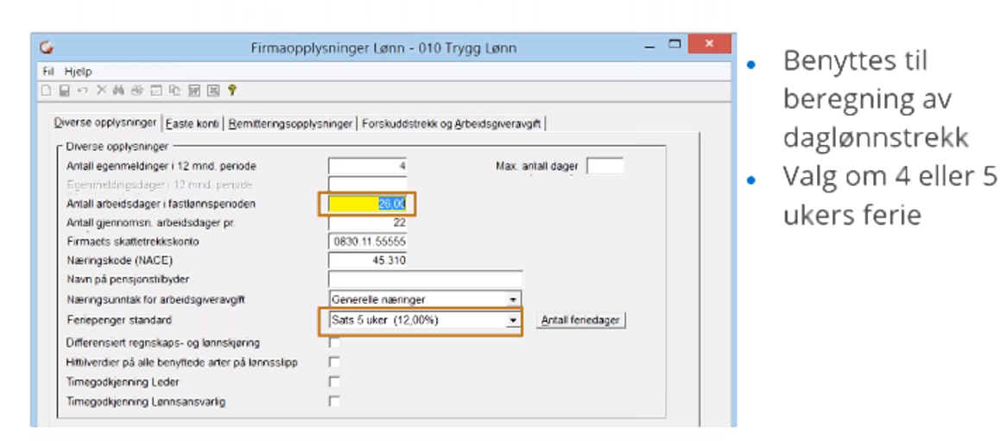 Firmaopplysninger Lønn - 010 Trygg Lønn
Fil Hjelp
Diverse opplysninger Faste konti Remitteringsopplysninger Forskuddstrekk og Arbeidsgiveravgift
Diverse opplysninger
Antall egenmeldinger i 12 mnd. periode 4 Max. antall dager
Egenmeldingsdager i 12 mnd. periode
Antall arbeidsdager i fastlønnsperioden 26,00
Antall gjennomsn. arbeidsdager pr. 22
Firmaets skattetrekkskonto 0830.11.55555
Næringskode (NACE) 45.310
Navn på pensjonstilbyder
Næringsunntak for arbeidsgiveravgift Generelle næringer
Feriepenger standard Sats 5 uker (12,00%) Antall feriedager
Differensiert regnskaps- og lønnskjøring
Hittilverdier på alle benyttede arter på lønnsslipp
Timegodkjenning Leder
Timegodkjenning Lønnsansvarlig
• Benyttes til
beregning av
daglønnstrekk
• Valg om 4 eller 5
ukers ferie